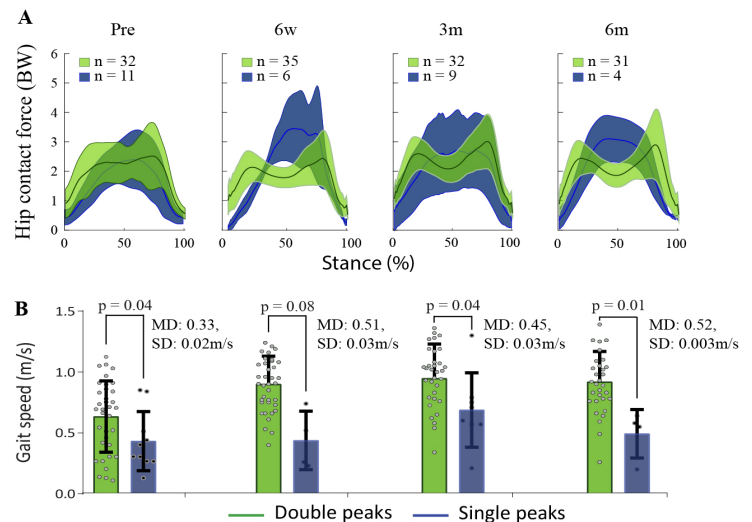 A
Pre
6w
3m
6m
Hip contact force (BW)
6
5
4
3
2
1
0
n = 32
n = 11
n = 35
n = 6
n = 32
n = 9
n = 31
n = 4
0 50 100
0 50 100
0 50 100
0 50 100
Stance (%)
B
Gait speed (m/s)
1.5
1.0
0.5
0.0
p = 0.04
MD: 0.33,
SD: 0.02m/s
p = 0.08
MD: 0.51,
SD: 0.03m/s
p = 0.04
MD: 0.45,
SD: 0.03m/s
p = 0.01
MD: 0.52,
SD: 0.003m/s
Double peaks
Single peaks